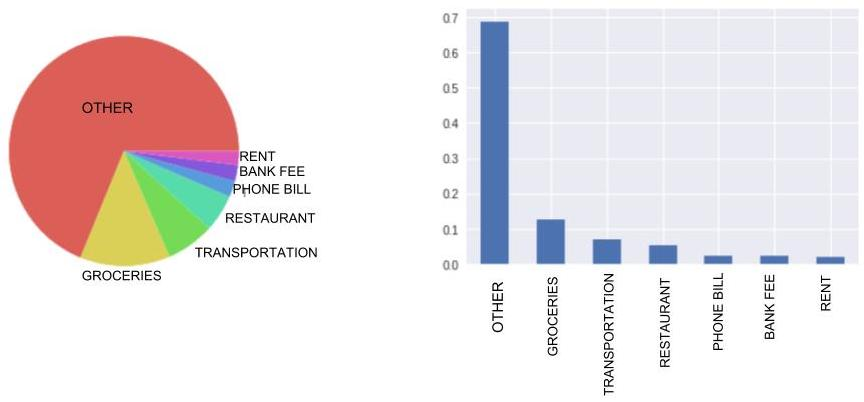 OTHER
RENT
BANK FEE
PHONE BILL
RESTAURANT
TRANSPORTATION
GROCERIES
0.7
0.6
0.5
0.4
0.3
0.2
0.1
0.0
OTHER
GROCERIES
TRANSPORTATION
RESTAURANT
PHONE BILL
BANK FEE
RENT